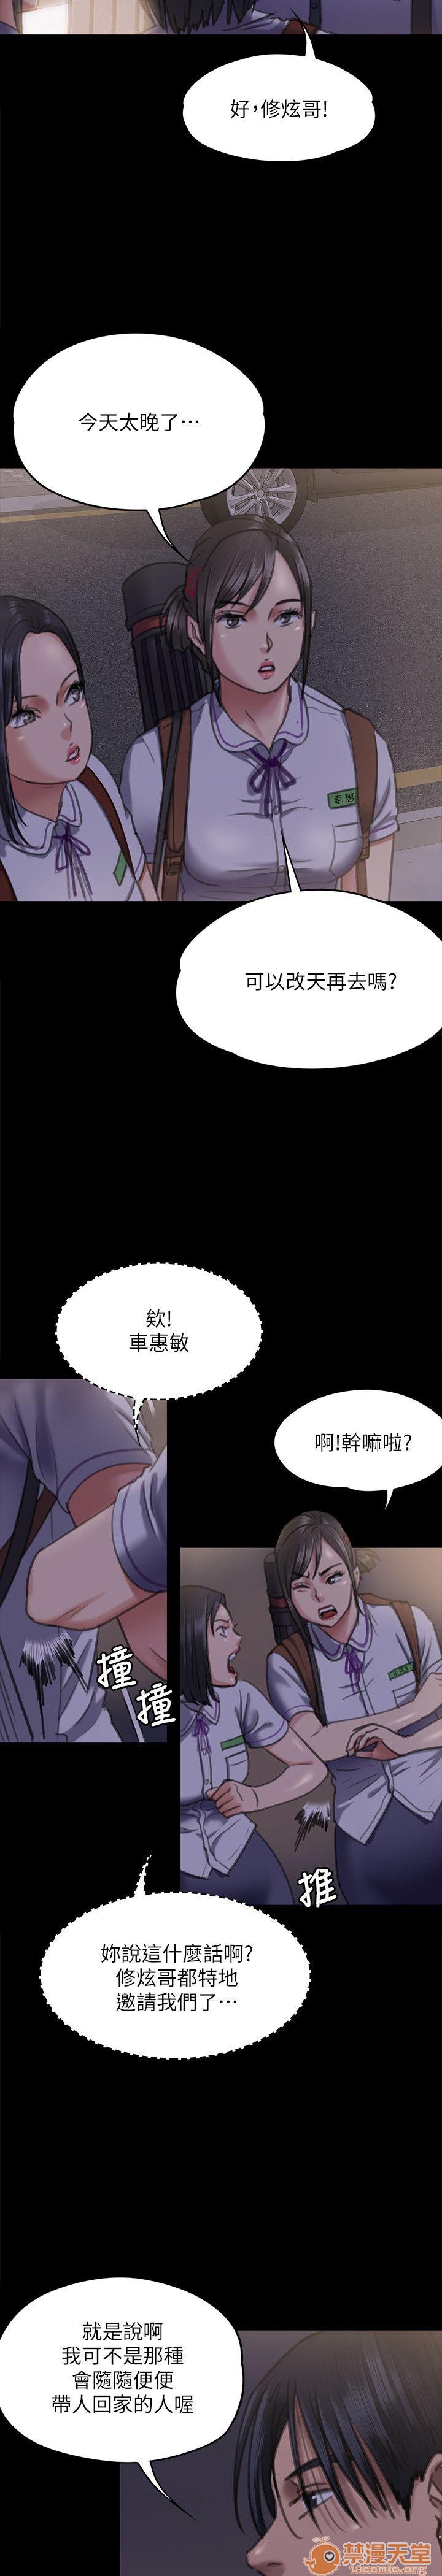 好，修炫哥!
今天太晚了⋯
車惠
可以改天再去嗎?
欸!
車惠敏
啊!幹嘛啦?
撞
撞
推
妳說這什麼話啊?
修炫哥都特地
邀請我們了⋯
就是說啊
我可不是那種
會隨隨便便
帶人回家的人喔
禁漫天堂